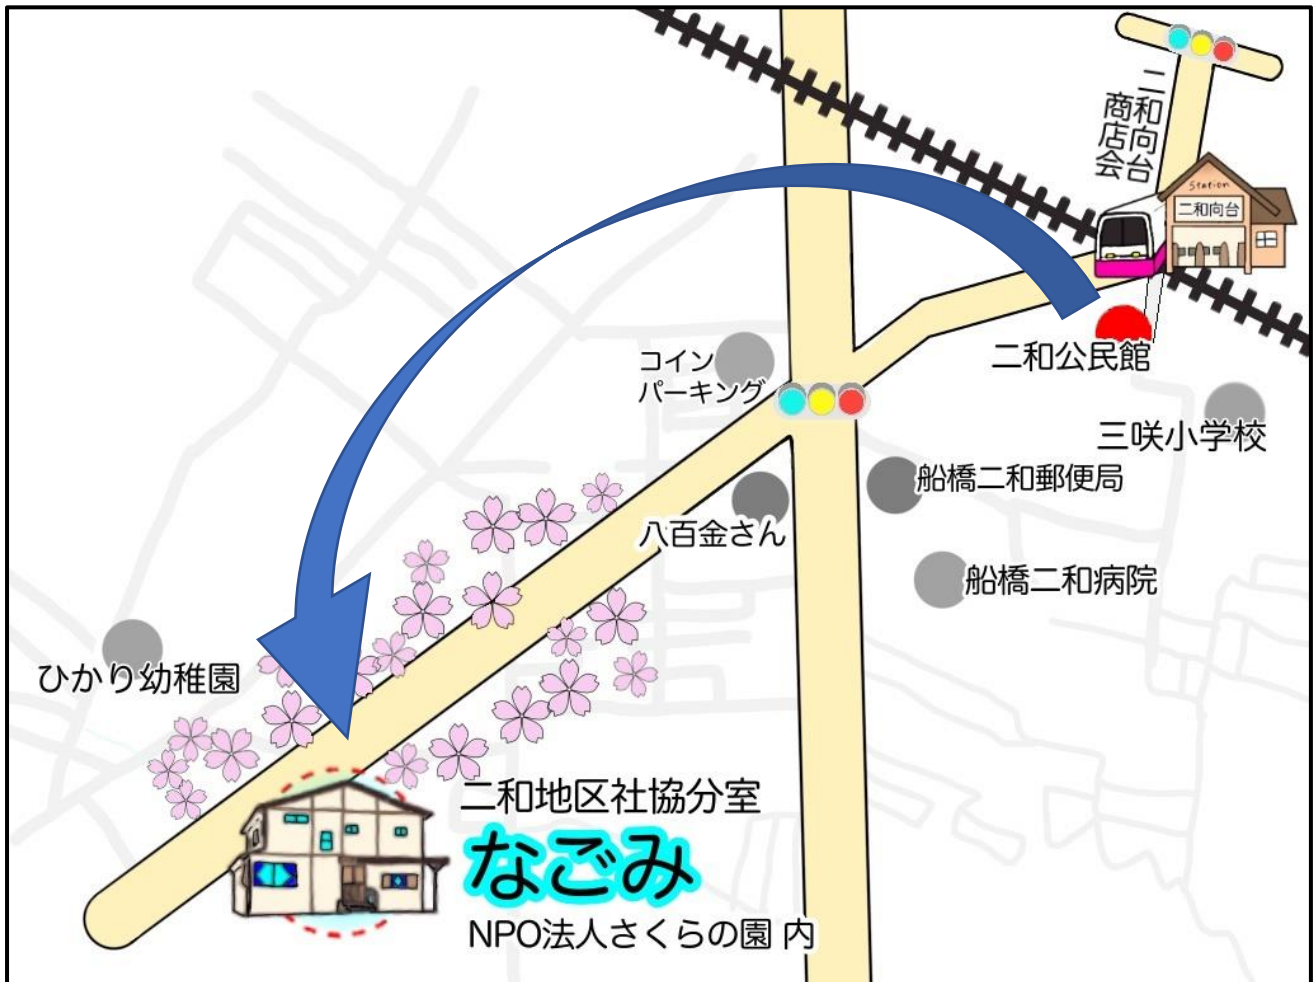 二和向台
商店会
Station
二和向台
二和公民館
コイン
パーキング
三咲小学校
船橋二和郵便局
八百金さん
船橋二和病院
ひかり幼稚園
二和地区社協分室
なごみ
NPO法人さくらの園 内